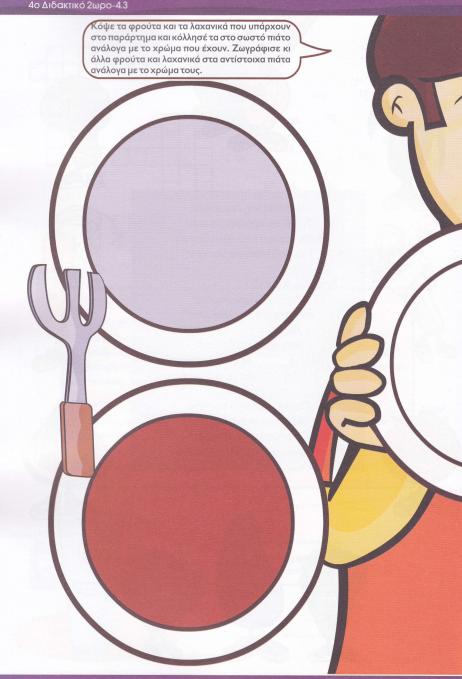 4ο Διδακτικό 2ωρο-4.3
Κόψε τα φρούτα και τα λαχανικά που υπάρχουν
στο παράρτημα και κόλλησέ τα στο σωστό πιάτο
ανάλογα με το χρώμα που έχουν. Ζωγράφισε κι
άλλα φρούτα και λαχανικά στα αντίστοιχα πιάτα
ανάλογα με το χρώμα τους.